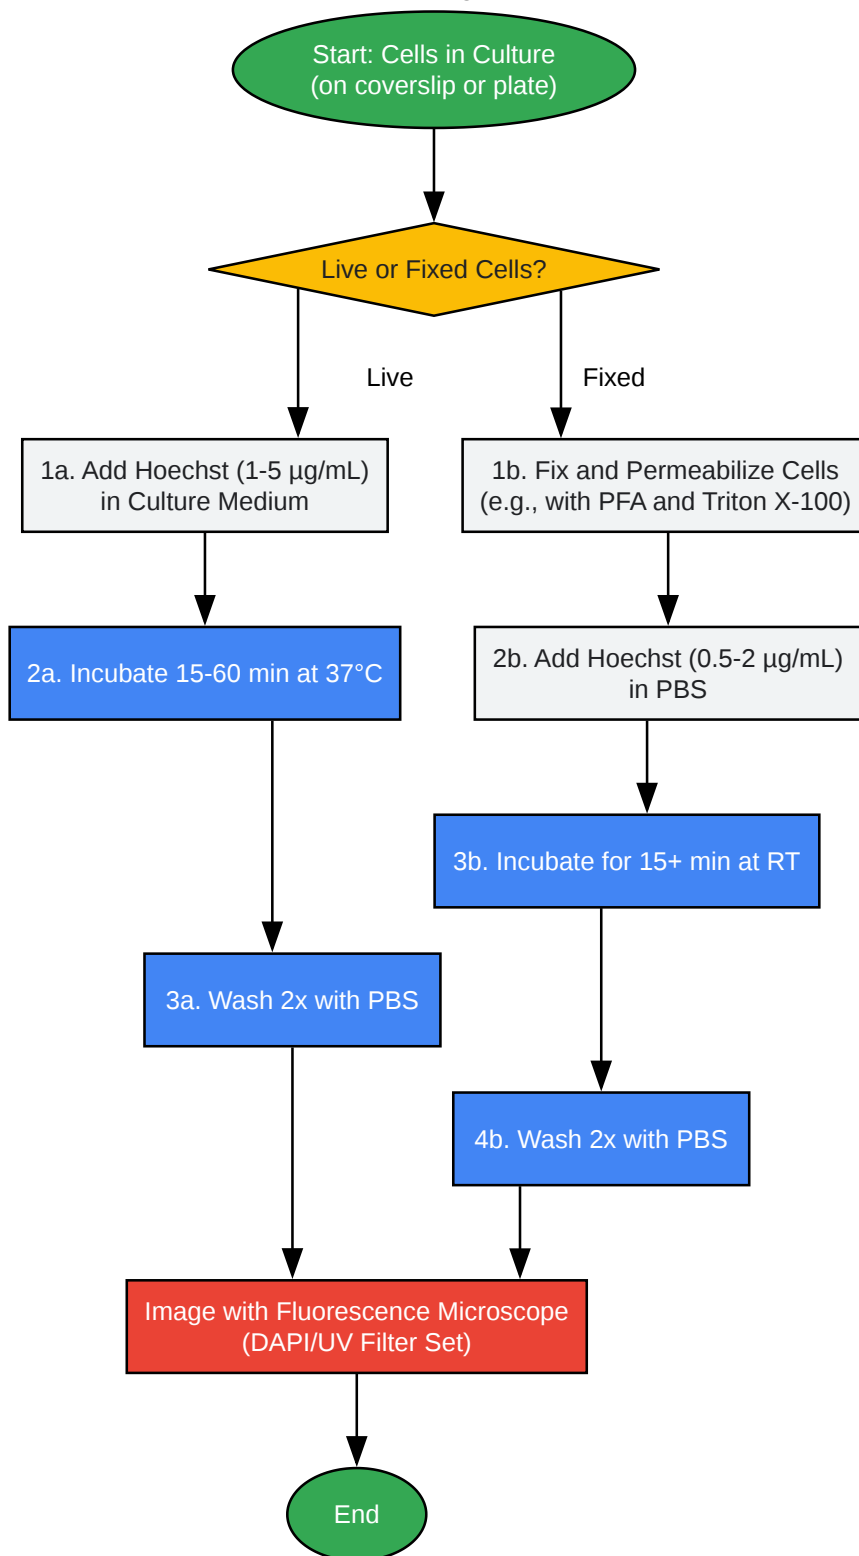 Start: Cells in Culture
(on coverslip or plate)
Live or Fixed Cells?
Live
Fixed
1a. Add Hoechst (1-5 µg/mL)
in Culture Medium
1b. Fix and Permeabilize Cells
(e.g., with PFA and Triton X-100)
2a. Incubate 15-60 min at 37°C
2b. Add Hoechst (0.5-2 µg/mL)
in PBS
3b. Incubate for 15+ min at RT
3a. Wash 2x with PBS
4b. Wash 2x with PBS
Image with Fluorescence Microscope
(DAPI/UV Filter Set)
End